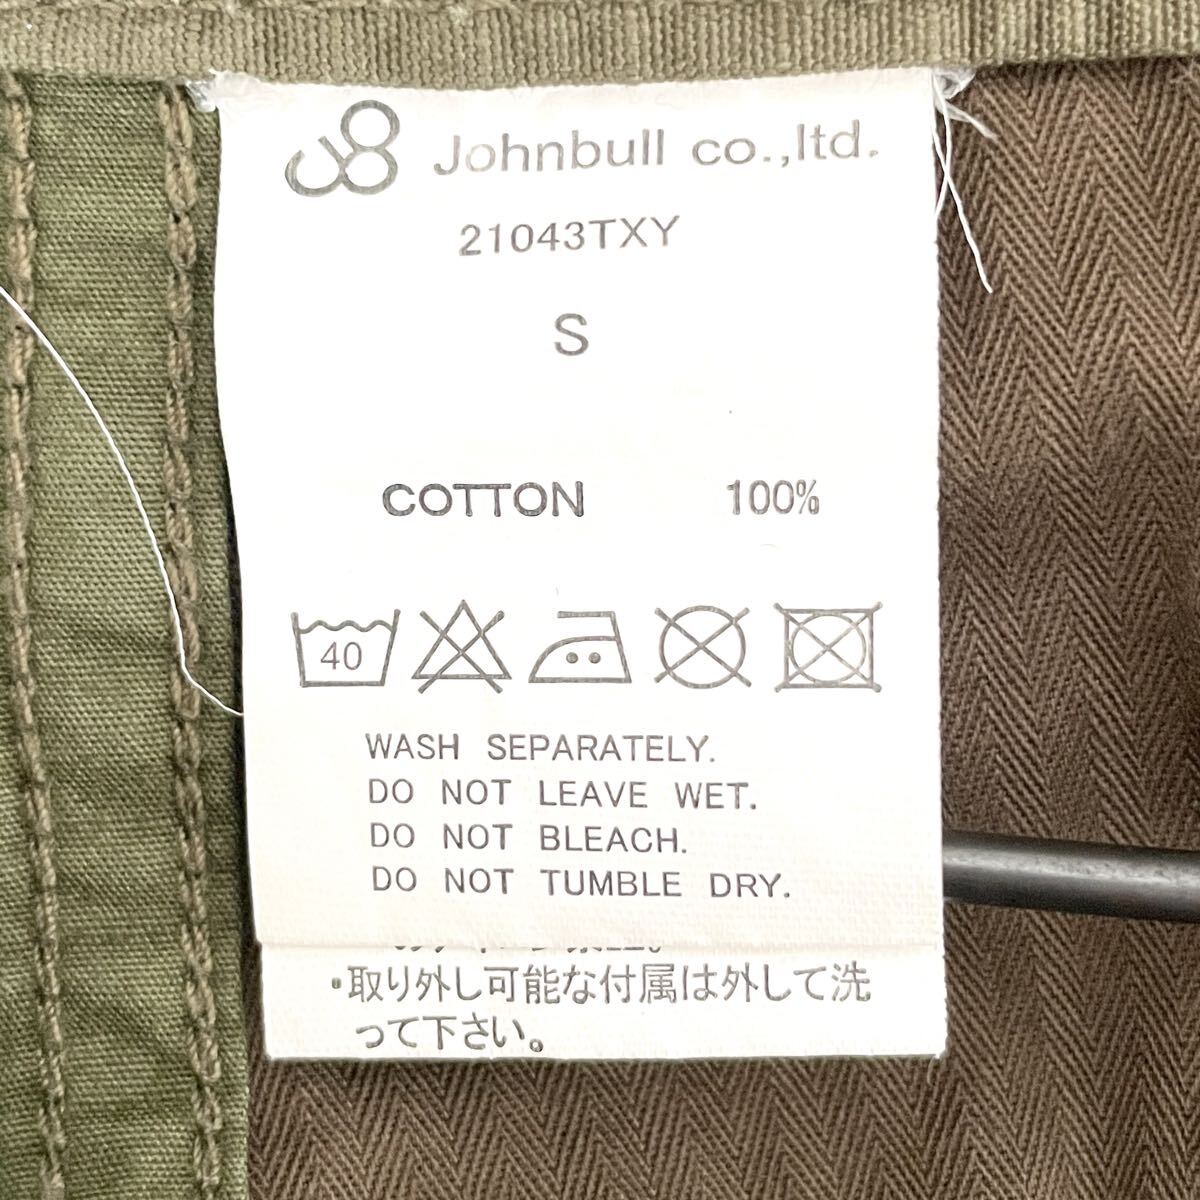 Johnbull co.,ltd.
21043TXY
S
COTTON 100%
40
WASH SEPARATELY.
DO NOT LEAVE WET.
DO NOT BLEACH.
DO NOT TUMBLE DRY.
・取り外し可能な付属は外して洗
って下さい。